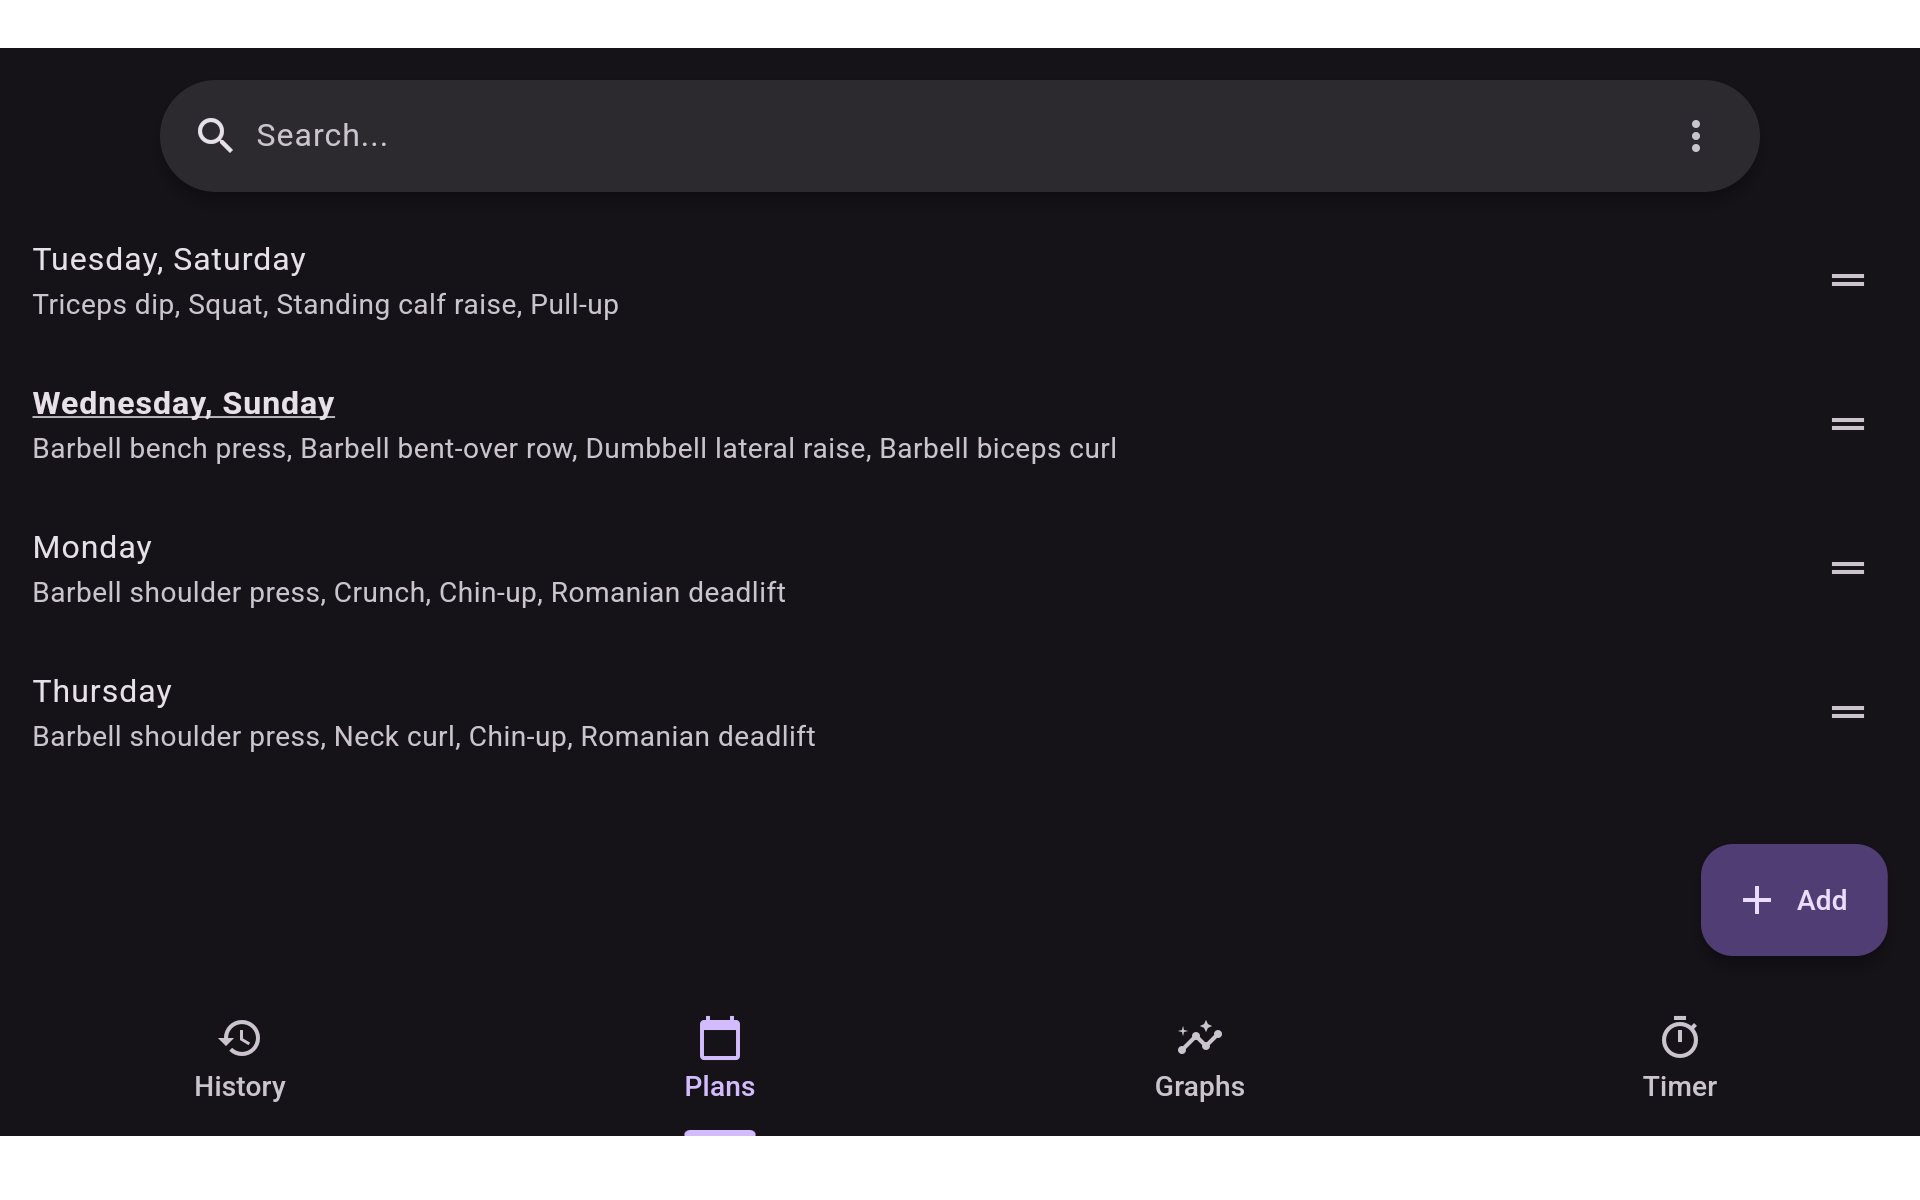 Search...
Tuesday, Saturday
Triceps dip, Squat, Standing calf raise, Pull-up
Wednesday, Sunday
Barbell bench press, Barbell bent-over row, Dumbbell lateral raise, Barbell biceps curl
Monday
Barbell shoulder press, Crunch, Chin-up, Romanian deadlift
Thursday
Barbell shoulder press, Neck curl, Chin-up, Romanian deadlift
Add
History
Plans
Graphs
Timer